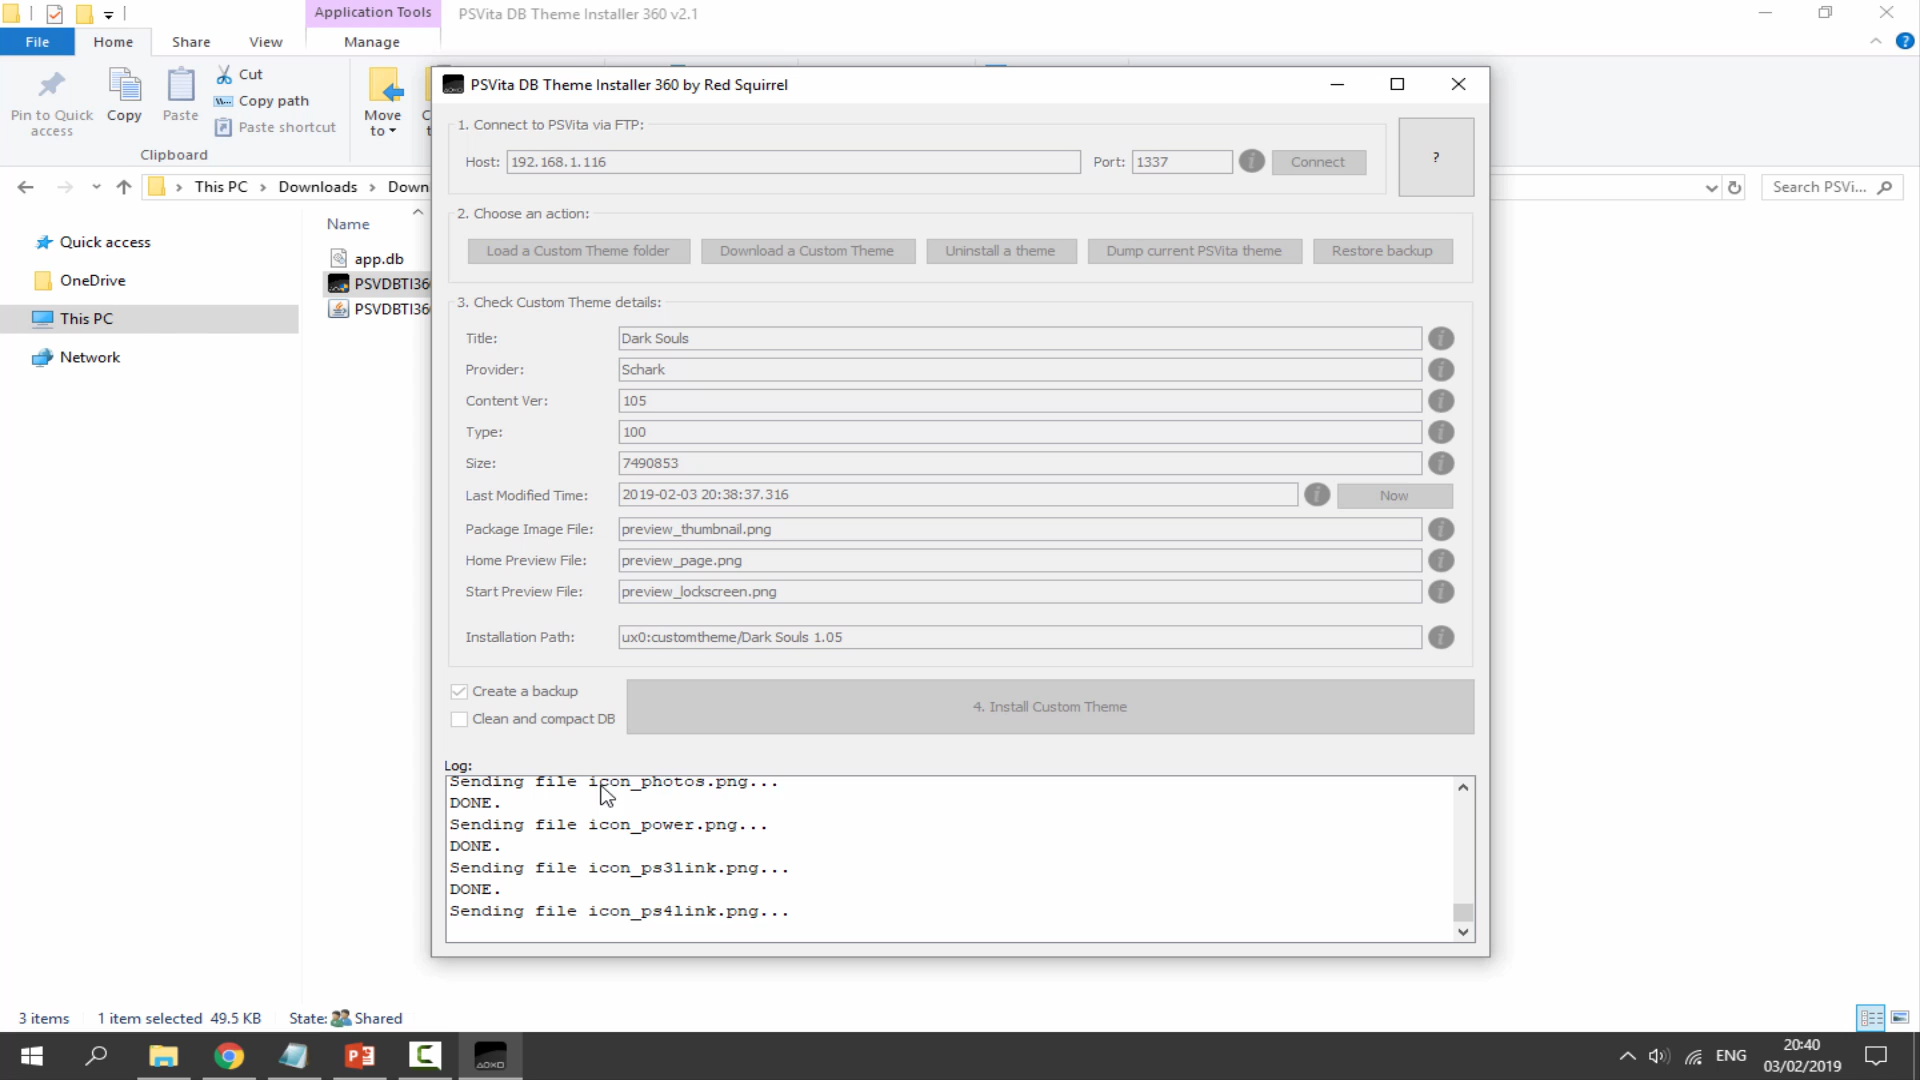 Application Tools
PSVita DB Theme Installer 360 v2.1
File
Home
Share
View
Manage
Pin to Quick access
Copy
Paste
Cut
Copy path
Paste shortcut
Move to
Clipboard
This PC
Downloads
Down
Search PSVi...
Quick access
OneDrive
This PC
Network
Name
app.db
PSVDBTI36
PSVDBTI36
PSVita DB Theme Installer 360 by Red Squirrel
1. Connect to PSVita via FTP:
Host: 192.168.1.116 Port: 1337 Connect
?
2. Choose an action:
Load a Custom Theme folder Download a Custom Theme Uninstall a theme Dump current PSVita theme Restore backup
3. Check Custom Theme details:
Title: Dark Souls
Provider: Schark
Content Ver: 105
Type: 100
Size: 7490853
Last Modified Time: 2019-02-03 20:38:37.316 Now
Package Image File: preview_thumbnail.png
Home Preview File: preview_page.png
Start Preview File: preview_lockscreen.png
Installation Path: ux0:customtheme/Dark Souls 1.05
Create a backup
Clean and compact DB
4. Install Custom Theme
Log:
Sending file icon_photos.png...
DONE.
Sending file icon_power.png...
DONE.
Sending file icon_ps3link.png...
DONE.
Sending file icon_ps4link.png...
3 items 1 item selected 49.5 KB State: Shared
ENG
20:40
03/02/2019